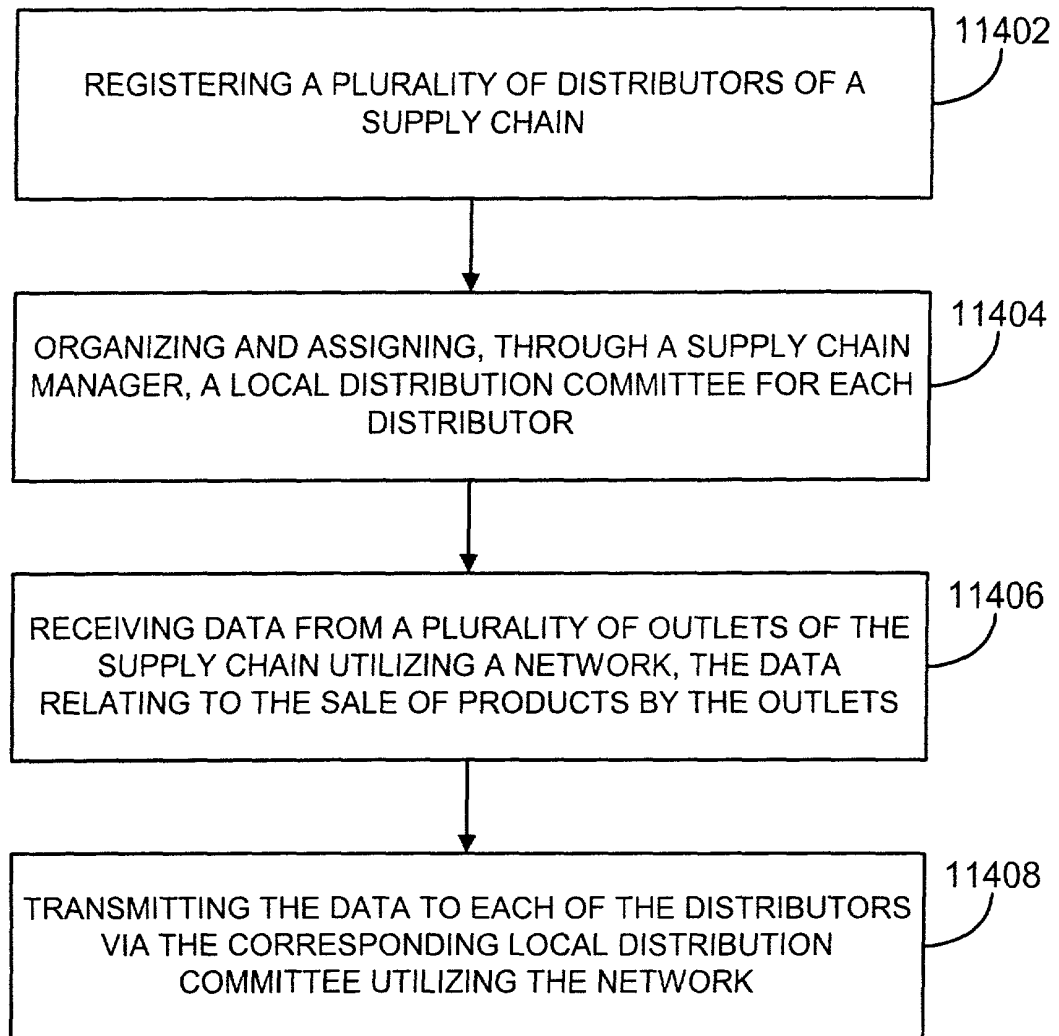 11402
REGISTERING A PLURALITY OF DISTRIBUTORS OF A
SUPPLY CHAIN
11404
ORGANIZING AND ASSIGNING, THROUGH A SUPPLY CHAIN
MANAGER, A LOCAL DISTRIBUTION COMMITTEE FOR EACH
DISTRIBUTOR
11406
RECEIVING DATA FROM A PLURALITY OF OUTLETS OF THE
SUPPLY CHAIN UTILIZING A NETWORK, THE DATA
RELATING TO THE SALE OF PRODUCTS BY THE OUTLETS
11408
TRANSMITTING THE DATA TO EACH OF THE DISTRIBUTORS
VIA THE CORRESPONDING LOCAL DISTRIBUTION
COMMITTEE UTILIZING THE NETWORK